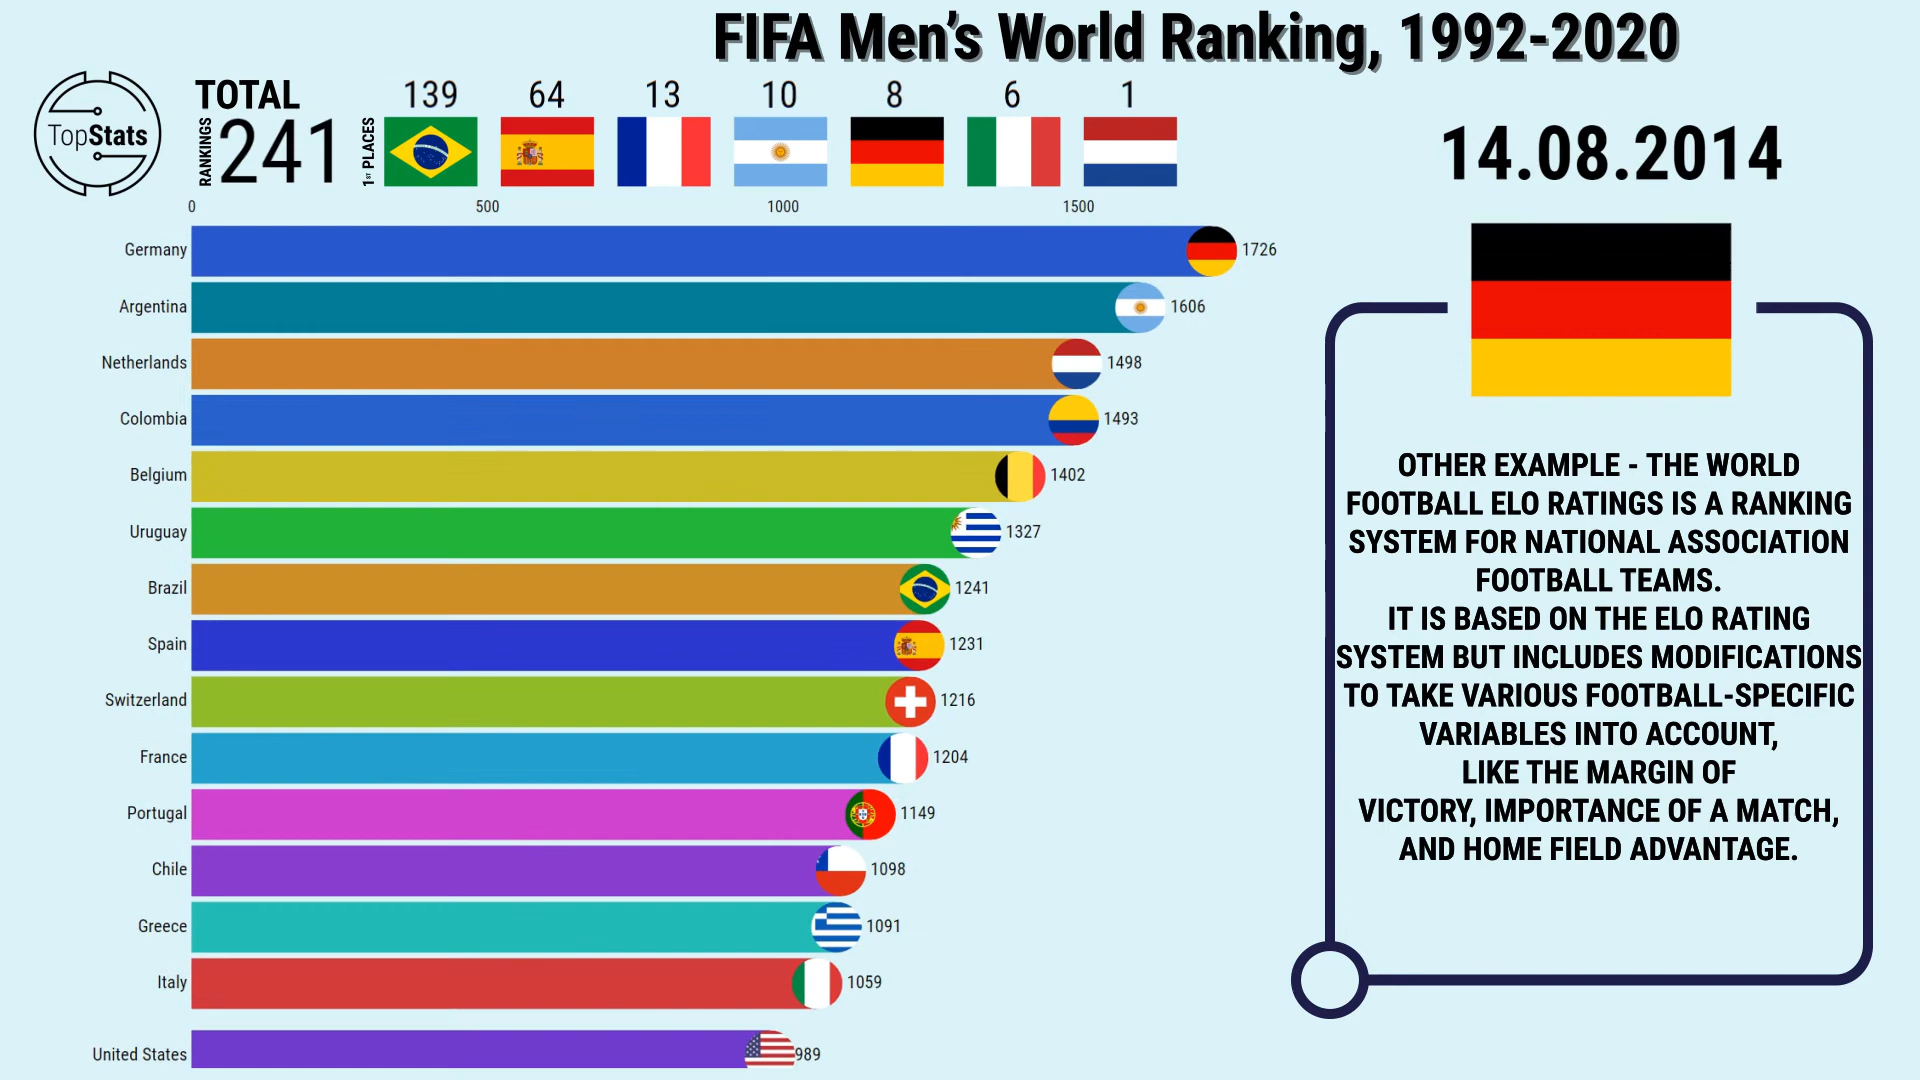 FIFA Men's World Ranking, 1992-2020
TopStats
TOTAL
RANKINGS
241
1ST PLACES
139 64 13 10 8 6 1
14.08.2014
0 500 1000 1500
Germany 1726
Argentina 1606
Netherlands 1498
Colombia 1493
Belgium 1402
Uruguay 1327
Brazil 1241
Spain 1231
Switzerland 1216
France 1204
Portugal 1149
Chile 1098
Greece 1091
Italy 1059
United States 989
OTHER EXAMPLE - THE WORLD
FOOTBALL ELO RATINGS IS A RANKING
SYSTEM FOR NATIONAL ASSOCIATION
FOOTBALL TEAMS.
IT IS BASED ON THE ELO RATING
SYSTEM BUT INCLUDES MODIFICATIONS
TO TAKE VARIOUS FOOTBALL-SPECIFIC
VARIABLES INTO ACCOUNT,
LIKE THE MARGIN OF
VICTORY, IMPORTANCE OF A MATCH,
AND HOME FIELD ADVANTAGE.